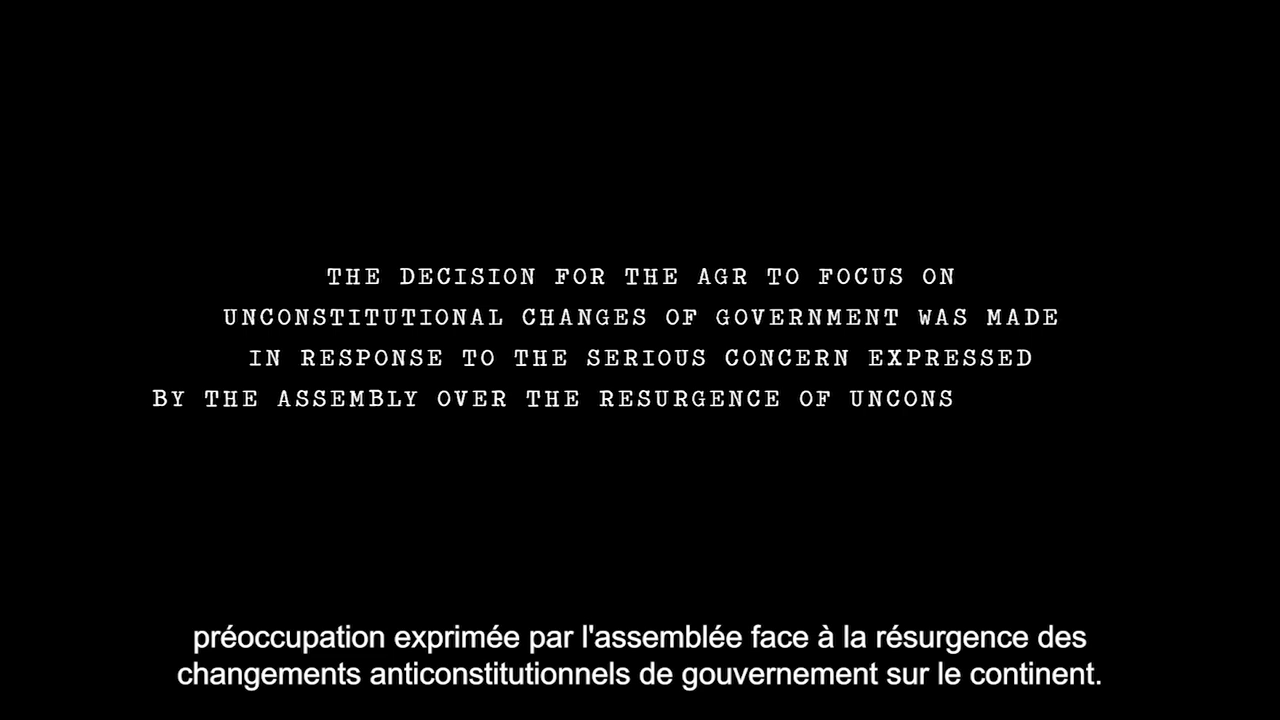 THE DECISION FOR THE AGR TO FOCUS ON
UNCONSTITUTIONAL CHANGES OF GOVERNMENT WAS MADE
IN RESPONSE TO THE SERIOUS CONCERN EXPRESSED
BY THE ASSEMBLY OVER THE RESURGENCE OF UNCONS
préoccupation exprimée par l'assemblée face à la résurgence des
changements anticonstitutionnels de gouvernement sur le continent.